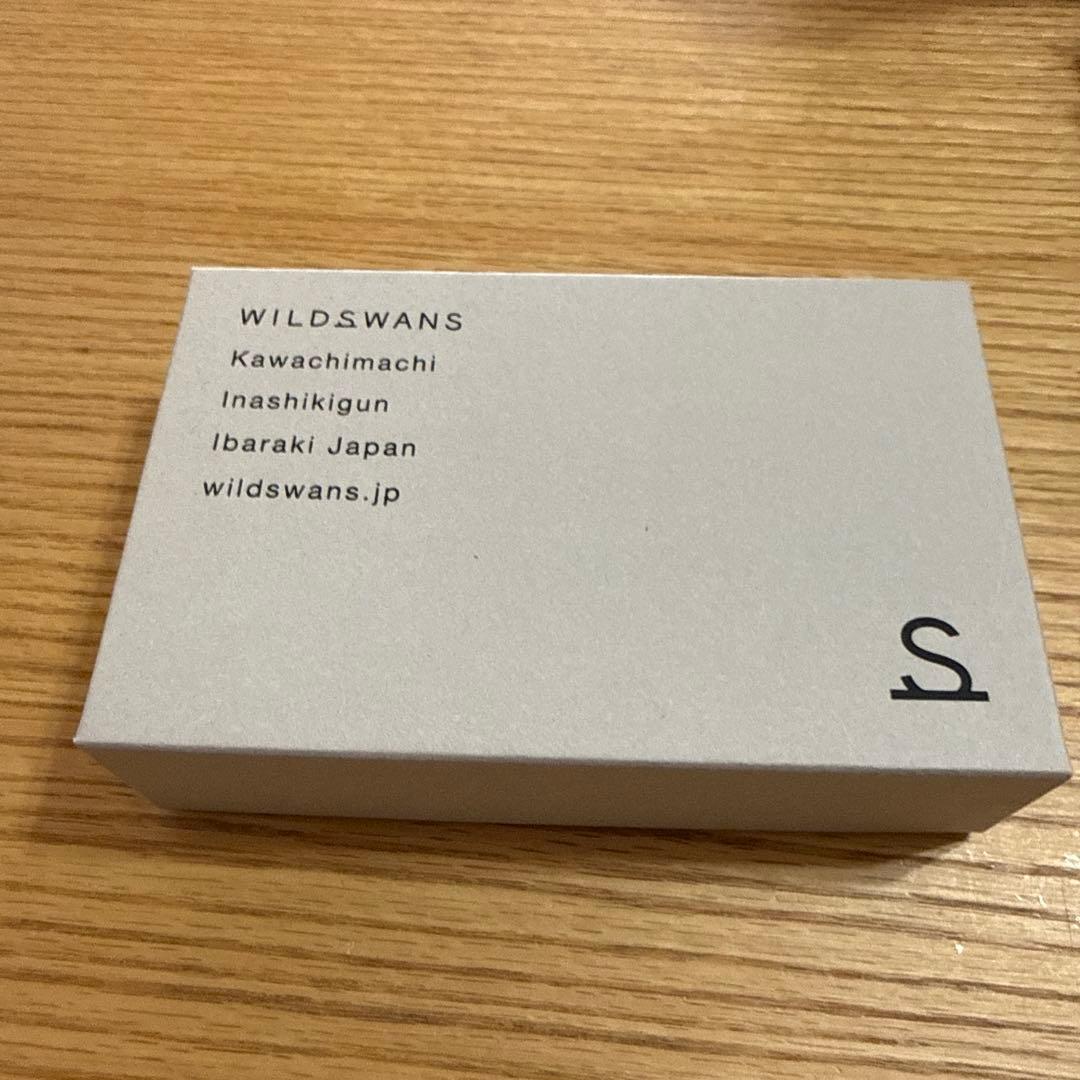 WILDSWANS
Kawachimachi
Inashikigun
Ibaraki Japan
wildswans.jp
S